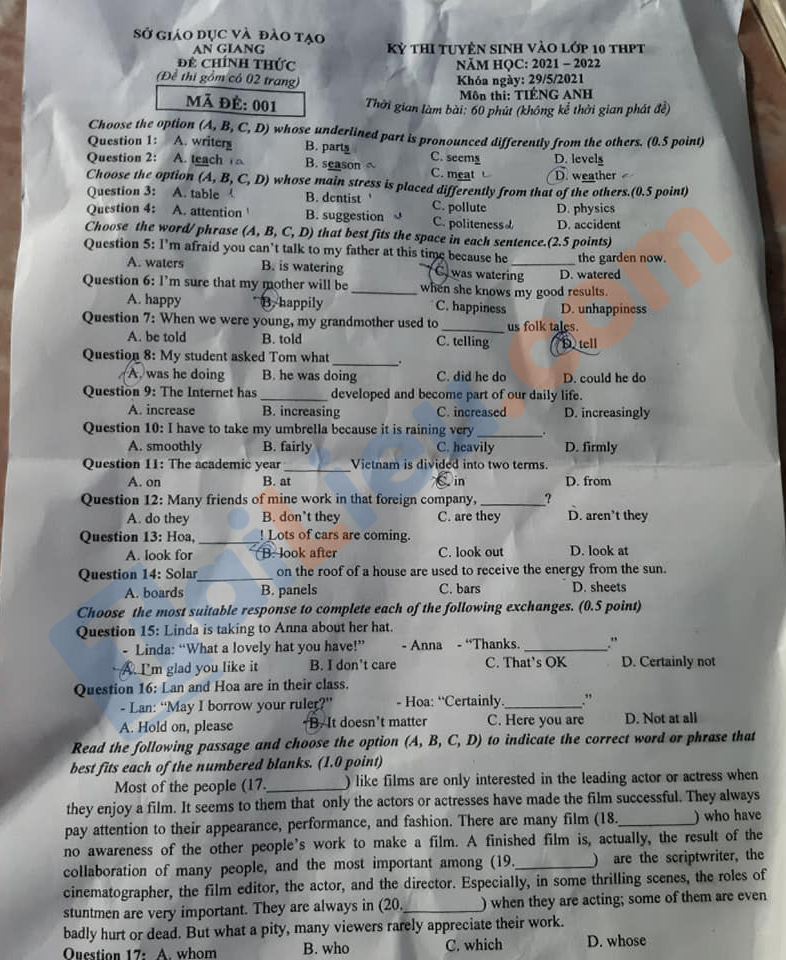 SỞ GIÁO DỤC VÀ ĐÀO TẠO
AN GIANG
ĐỀ CHÍNH THỨC
(Đề thi gồm có 02 trang)
MÃ ĐỀ: 001
KỲ THI TUYỂN SINH VÀO LỚP 10 THPT
NĂM HỌC: 2021 – 2022
Khóa ngày: 29/5/2021
Môn thi: TIẾNG ANH
Thời gian làm bài: 60 phút (không kể thời gian phát đề)
Choose the option (A, B, C, D) whose underlined part is pronounced differently from the others. (0.5 point)
Question 1: A. writers B. parts C. seems D. levels
Question 2: A. teach B. season C. meat D. weather
Choose the option (A, B, C, D) whose main stress is placed differently from that of the others.(0.5 point)
Question 3: A. table B. dentist C. pollute D. physics
Question 4: A. attention B. suggestion C. politeness D. accident
Choose the word/phrase (A, B, C, D) that best fits the space in each sentence.(2.5 points)
Question 5: I'm afraid you can't talk to my father at this time because he ________ the garden now.
A. waters B. is watering C. was watering D. watered
Question 6: I'm sure that my mother will be ________ when she knows my good results.
A. happy B. happily C. happiness D. unhappiness
Question 7: When we were young, my grandmother used to ________ us folk tales.
A. be told B. told C. telling D. tell
Question 8: My student asked Tom what ________.
A. was he doing B. he was doing C. did he do D. could he do
Question 9: The Internet has ________ developed and become part of our daily life.
A. increase B. increasing C. increased D. increasingly
Question 10: I have to take my umbrella because it is raining very ________.
A. smoothly B. fairly C. heavily D. firmly
Question 11: The academic year ________Vietnam is divided into two terms.
A. on B. at C. in D. from
Question 12: Many friends of mine work in that foreign company, ________?
A. do they B. don't they C. are they D. aren't they
Question 13: Hoa, ________! Lots of cars are coming.
A. look for B. look after C. look out D. look at
Question 14: Solar________ on the roof of a house are used to receive the energy from the sun.
A. boards B. panels C. bars D. sheets
Choose the most suitable response to complete each of the following exchanges. (0.5 point)
Question 15: Linda is taking to Anna about her hat.
- Linda: "What a lovely hat you have!" - Anna - "Thanks. ________."
A. I'm glad you like it B. I don't care C. That's OK D. Certainly not
Question 16: Lan and Hoa are in their class.
- Lan: "May I borrow your ruler?" - Hoa: "Certainly.________."
A. Hold on, please B. It doesn't matter C. Here you are D. Not at all
Read the following passage and choose the option (A, B, C, D) to indicate the correct word or phrase that
best fits each of the numbered blanks. (1.0 point)
Most of the people (17.________) like films are only interested in the leading actor or actress when
they enjoy a film. It seems to them that only the actors or actresses have made the film successful. They always
pay attention to their appearance, performance, and fashion. There are many film (18.________) who have
no awareness of the other people's work to make a film. A finished film is, actually, the result of the
collaboration of many people, and the most important among (19.________) are the scriptwriter, the
cinematographer, the film editor, the actor, and the director. Especially, in some thrilling scenes, the roles of
stuntmen are very important. They are always in (20.________) when they are acting; some of them are even
badly hurt or dead. But what a pity, many viewers rarely appreciate their work.
Question 17: A. whom B. who C. which D. whose